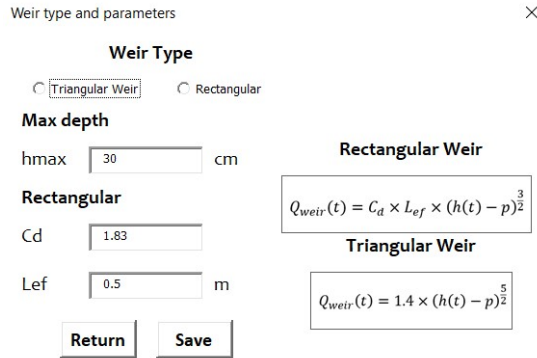 Weir type and parameters
Weir Type
Triangular Weir Rectangular
Max depth
hmax 30 cm
Rectangular
Cd 1.83
Lef 0.5 m
Return Save
Rectangular Weir
Q_weir(t) = C_d × L_ef × (h(t) − p)^(3/2)
Triangular Weir
Q_weir(t) = 1.4 × (h(t) − p)^(5/2)